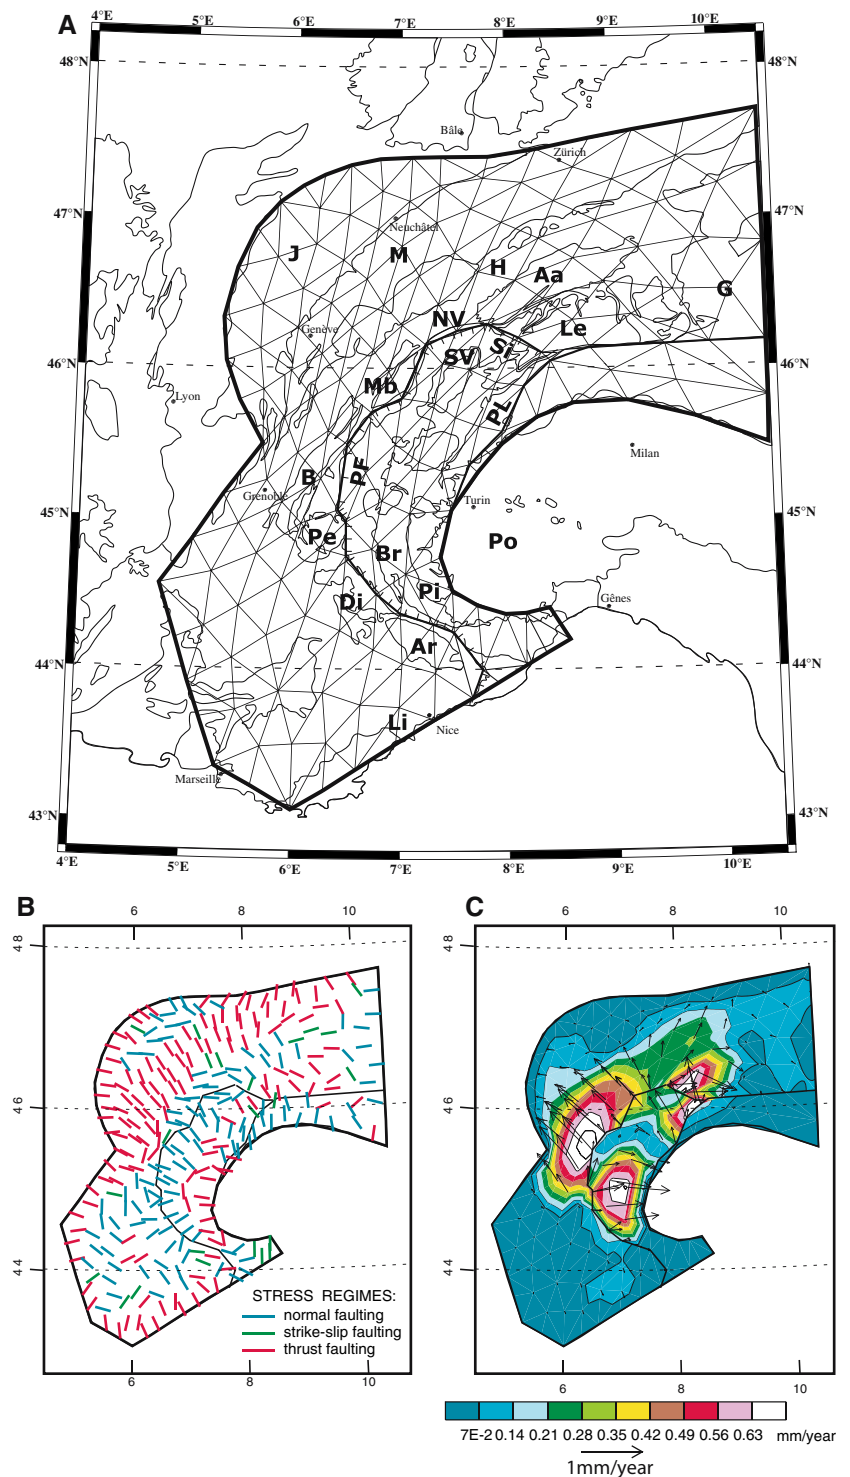 A
4°E 5°E 6°E 7°E 8°E 9°E 10°E
48°N 48°N
Bâle
Zürich
47°N 47°N
Neuchâtel
J M H Aa G
NV Le
Genève
SV Si
46°N 46°N
Mb
Lyon
PL
Milan
PF
B
Grenoble
Turin
45°N 45°N
Pe Po
Br
Pi
Di
Gênes
Ar
44°N 44°N
Li
Nice
Marseille
43°N 43°N
4°E 5°E 6°E 7°E 8°E 9°E 10°E
B
6 8 10
48
46
44
STRESS REGIMES:
normal faulting
strike-slip faulting
thrust faulting
6 8 10
C
6 8 10
48
46
44
6 8 10
7E-2 0.14 0.21 0.28 0.35 0.42 0.49 0.56 0.63 mm/year
1mm/year